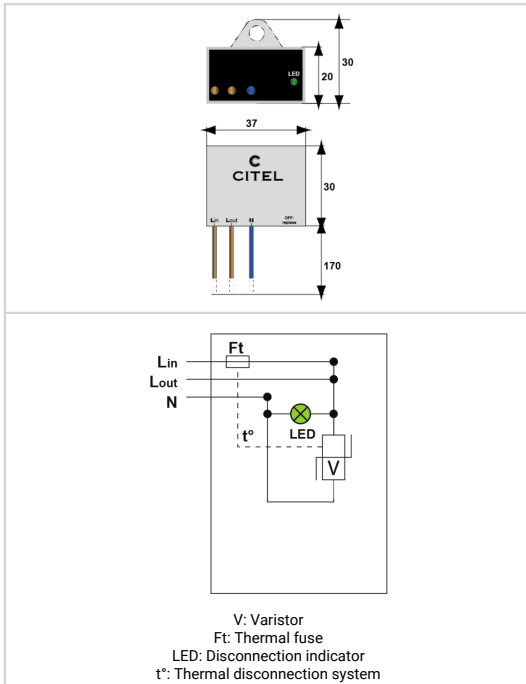 30
20
LED
37
CITEL
30
Lin Lout N OFF: replace
170
Ft
Lin
Lout
N
t°
LED
V
V: Varistor
Ft: Thermal fuse
LED: Disconnection indicator
t°: Thermal disconnection system